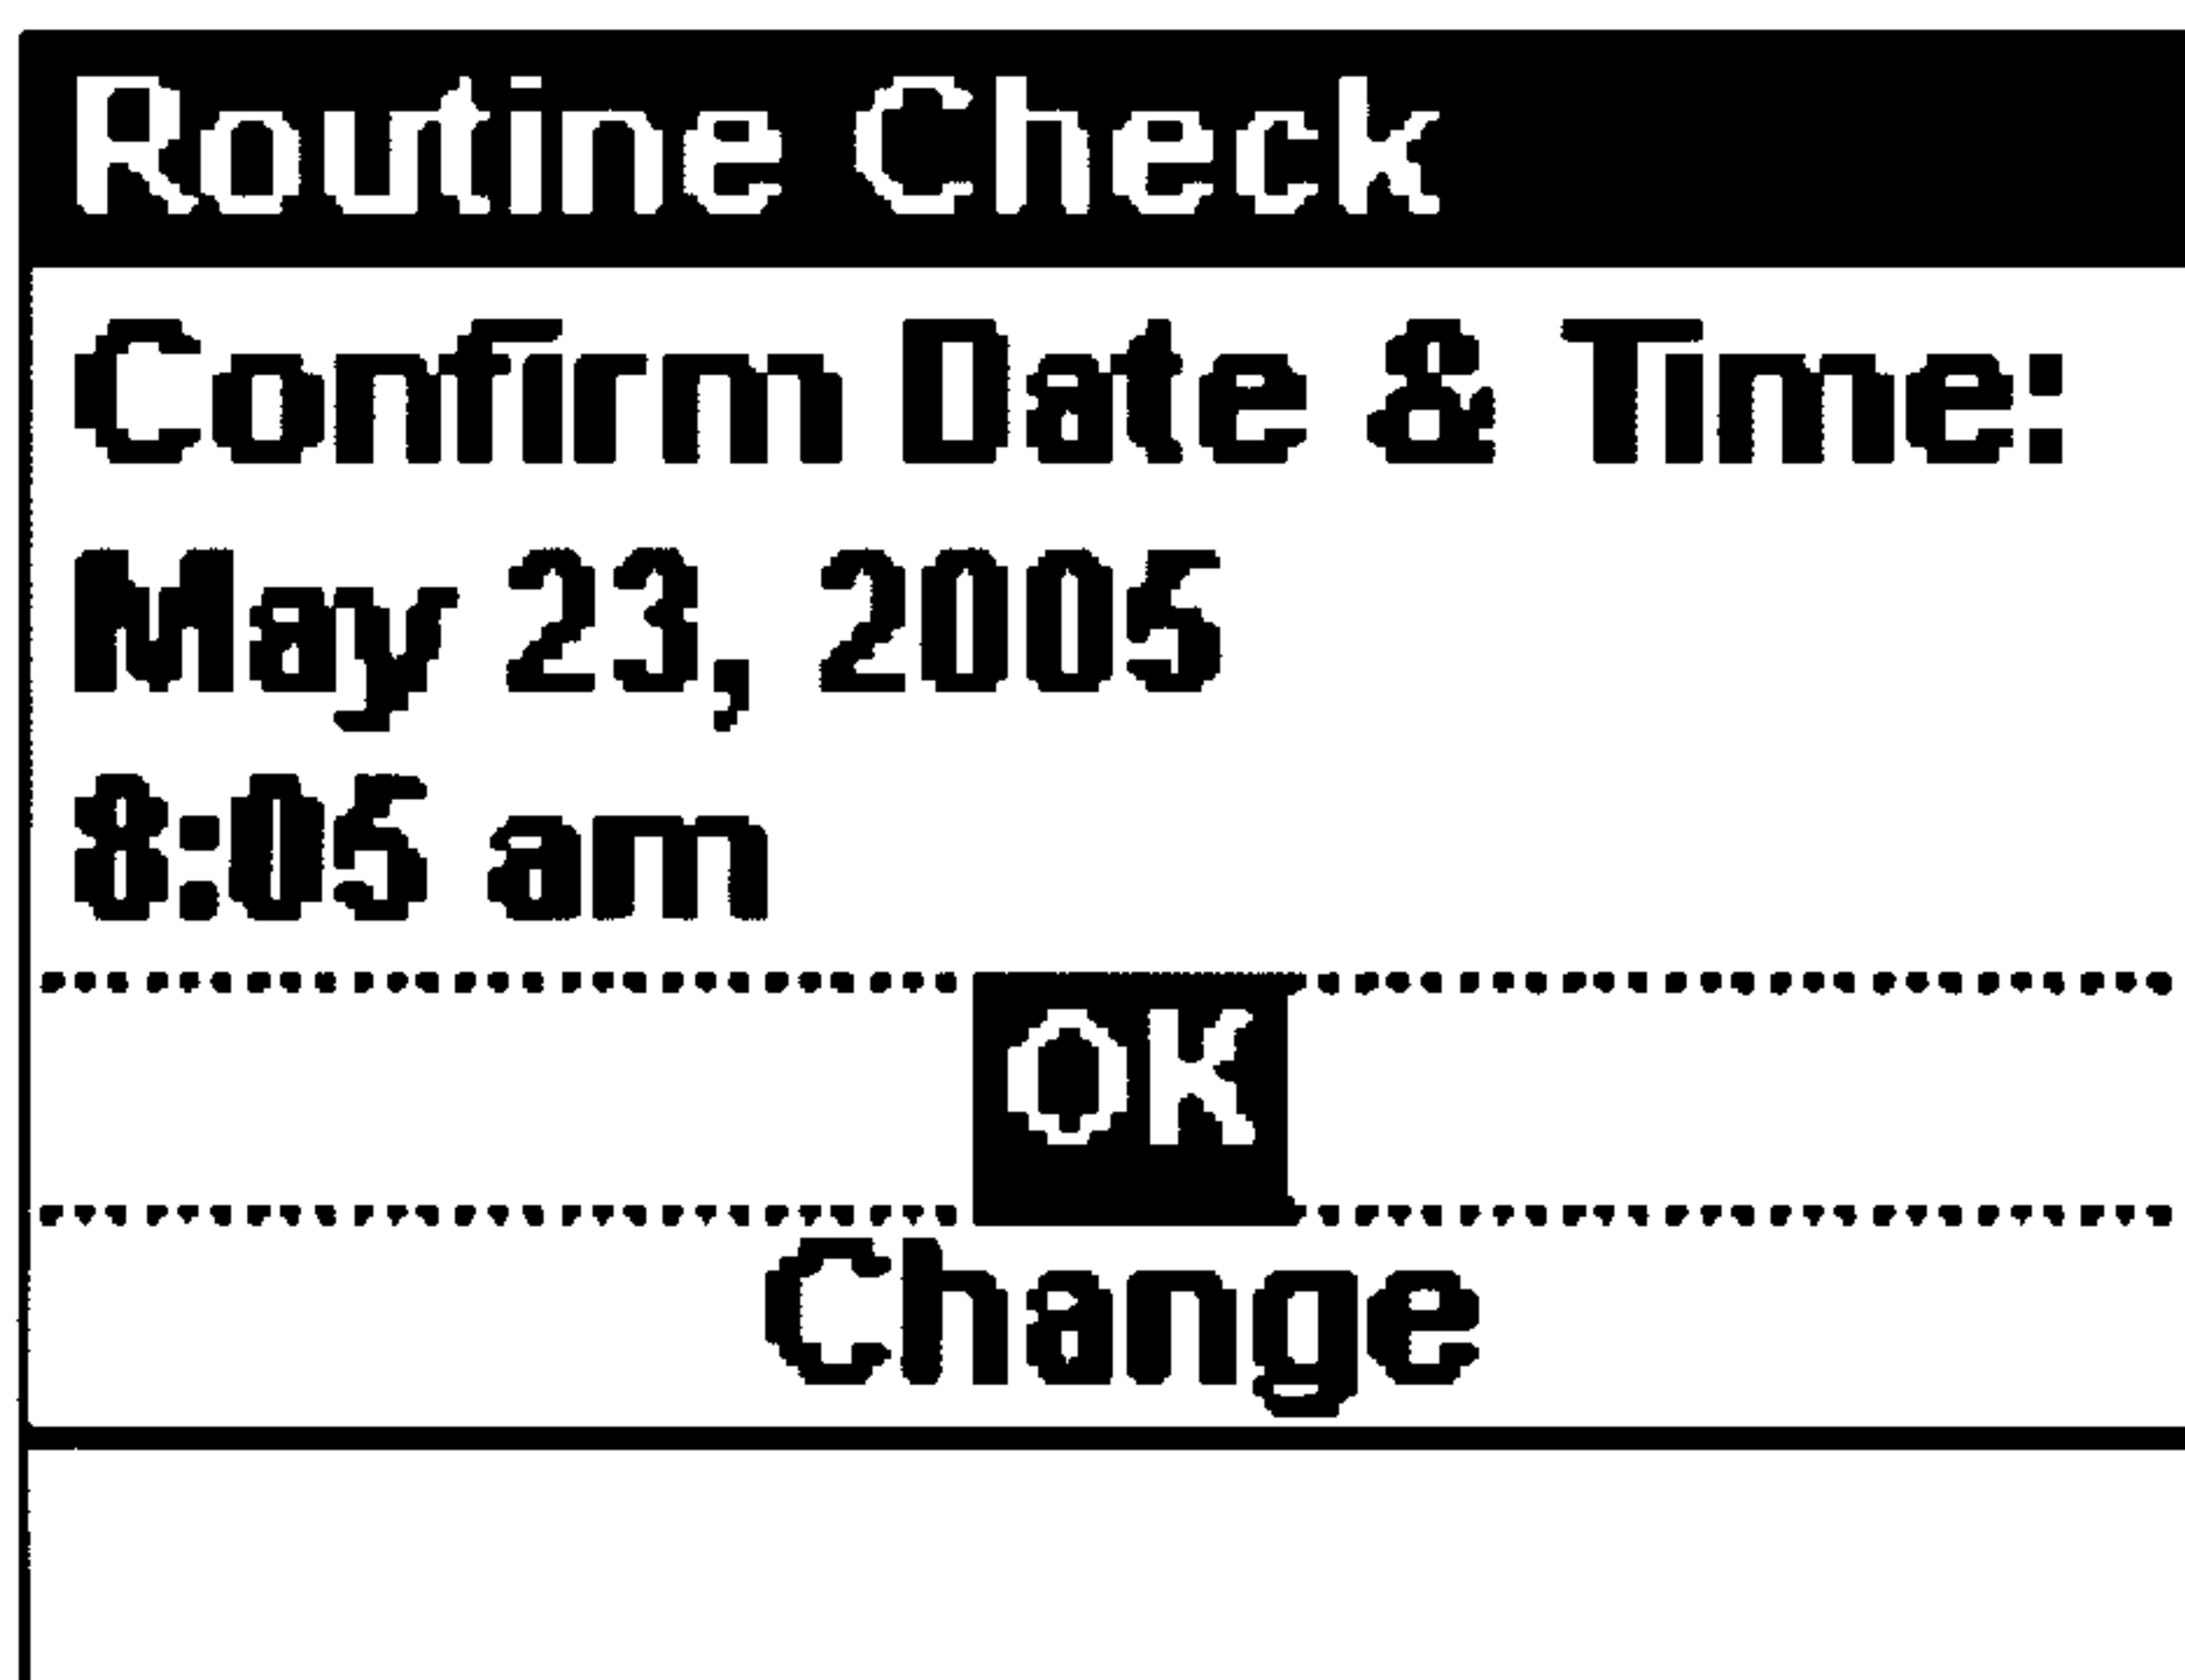 Routine Check
Confirm Date & Time:
May 23, 2005
8:05 am
OK
Change